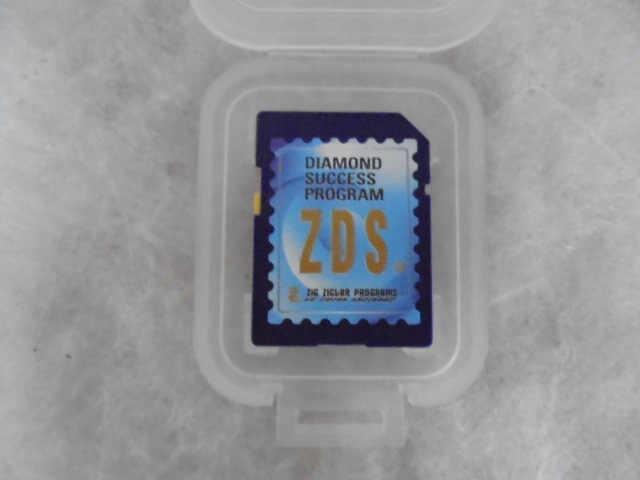 DIAMOND
SUCCESS
PROGRAM
ZDS
ZIG ZIGLAR PROGRAMS